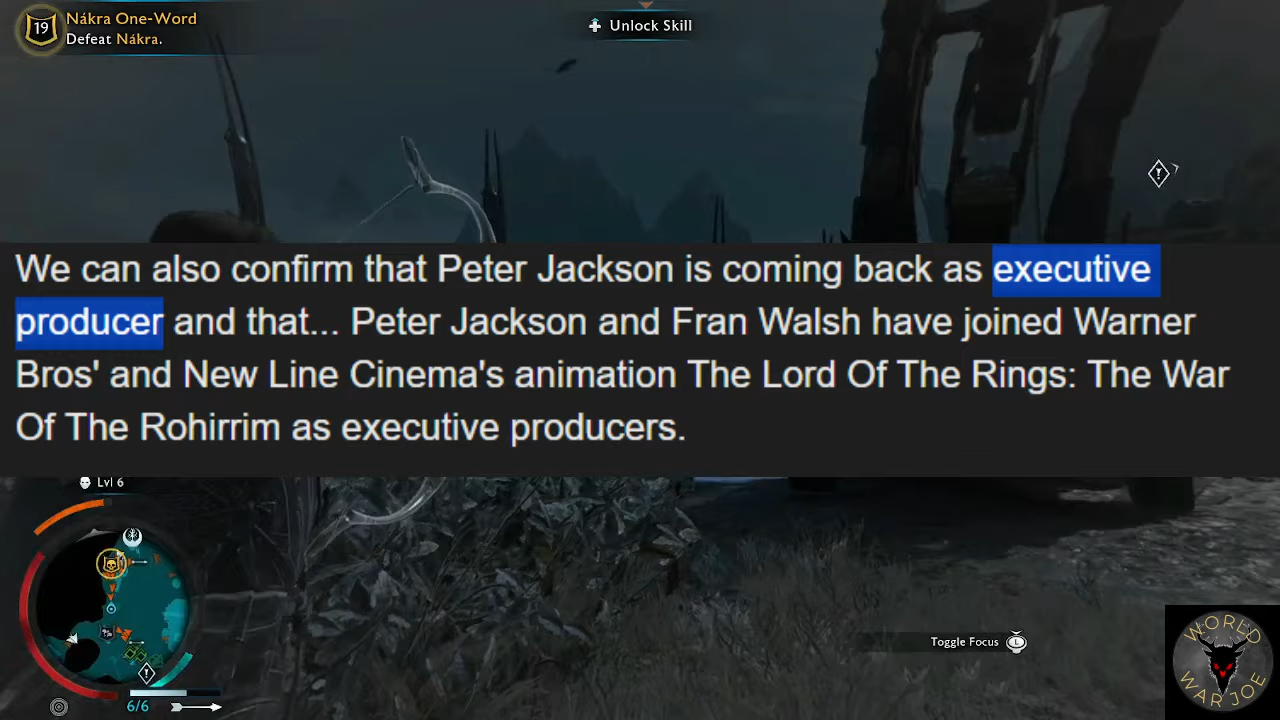 19
Nákra One-Word
Defeat Nákra.
Unlock Skill
We can also confirm that Peter Jackson is coming back as executive
producer and that... Peter Jackson and Fran Walsh have joined Warner
Bros' and New Line Cinema's animation The Lord Of The Rings: The War
Of The Rohirrim as executive producers.
Lvl 6
Toggle Focus L
6/6
WORLD
WAR JOE